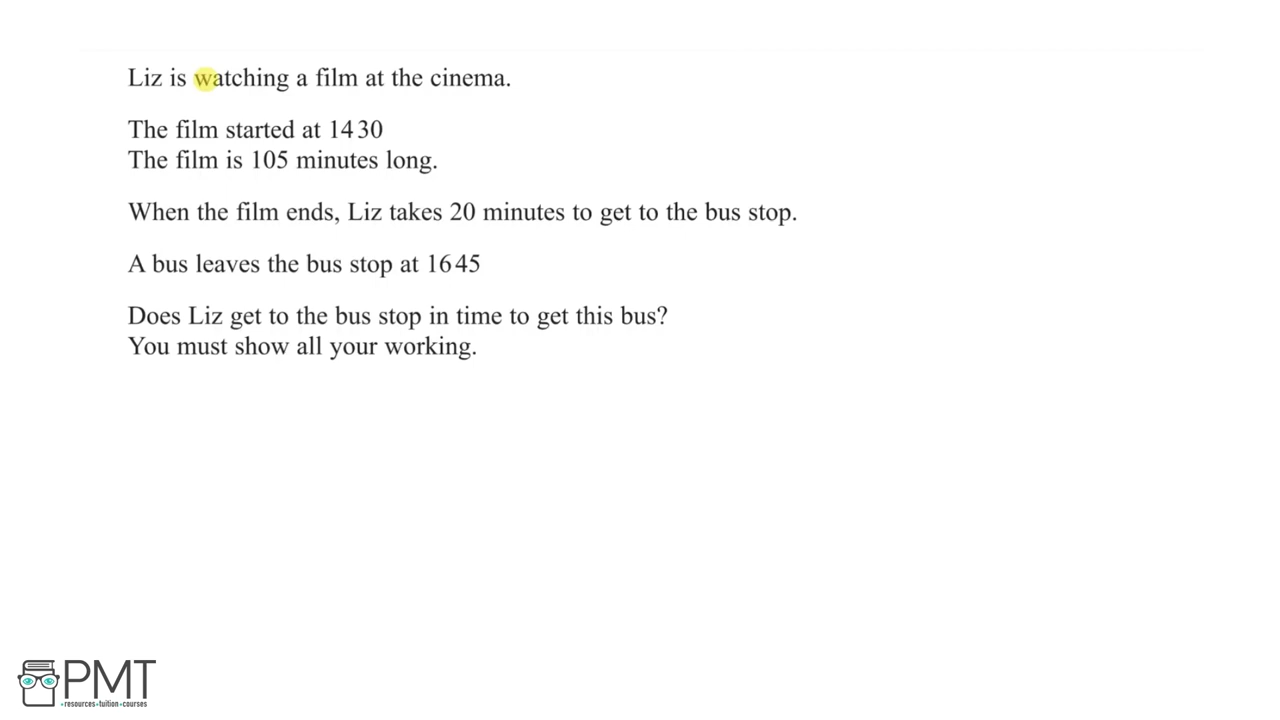 Liz is watching a film at the cinema.
The film started at 1430
The film is 105 minutes long.
When the film ends, Liz takes 20 minutes to get to the bus stop.
A bus leaves the bus stop at 1645
Does Liz get to the bus stop in time to get this bus?
You must show all your working.
PMT
•resources•tuition•courses